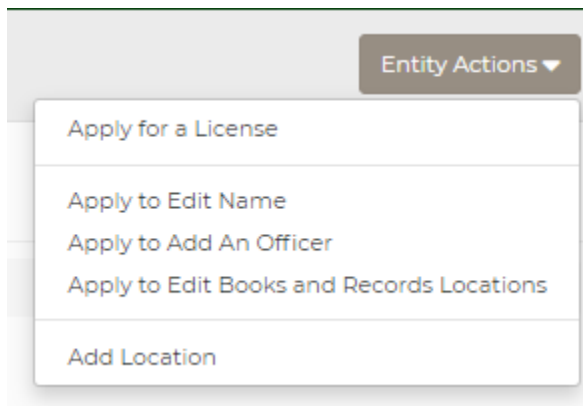 Entity Actions
Apply for a License
Apply to Edit Name
Apply to Add An Officer
Apply to Edit Books and Records Locations
Add Location